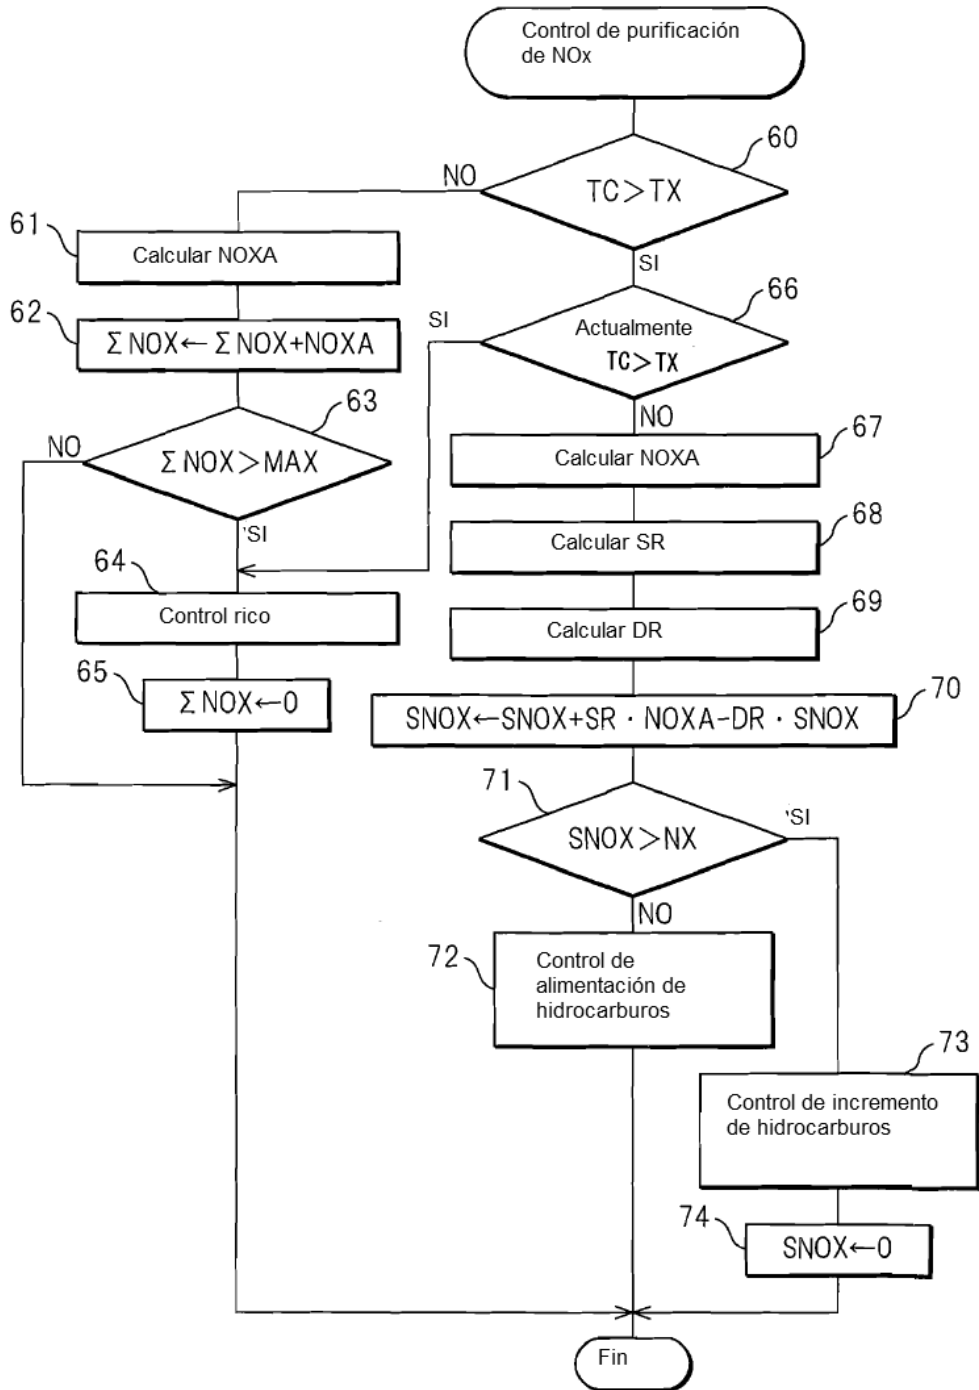 Control de purificación
de NOx
60
NO
TC>TX
SI
61
Calcular NOXA
66
SI
Actualmente
TC>TX
62
ΣNOX←ΣNOX+NOXA
NO
63
NO
ΣNOX>MAX
SI
67
Calcular NOXA
68
Calcular SR
64
Control rico
69
Calcular DR
65
ΣNOX←0
70
SNOX←SNOX+SR・NOXA-DR・SNOX
71
SI
SNOX>NX
NO
72
Control de
alimentación de
hidrocarburos
73
Control de incremento
de hidrocarburos
74
SNOX←0
Fin